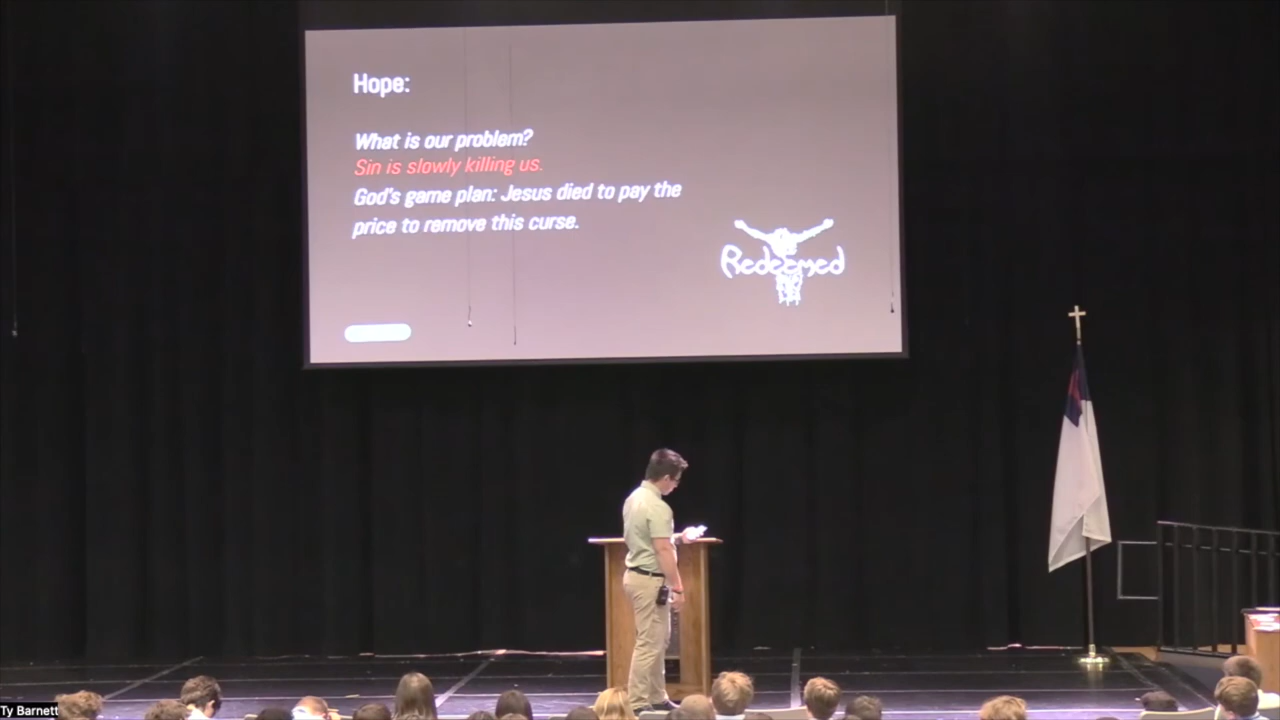 Hope:
What is our problem?
Sin is slowly killing us.
God's game plan: Jesus died to pay the
price to remove this curse.
Redeemed
Ty Barnett